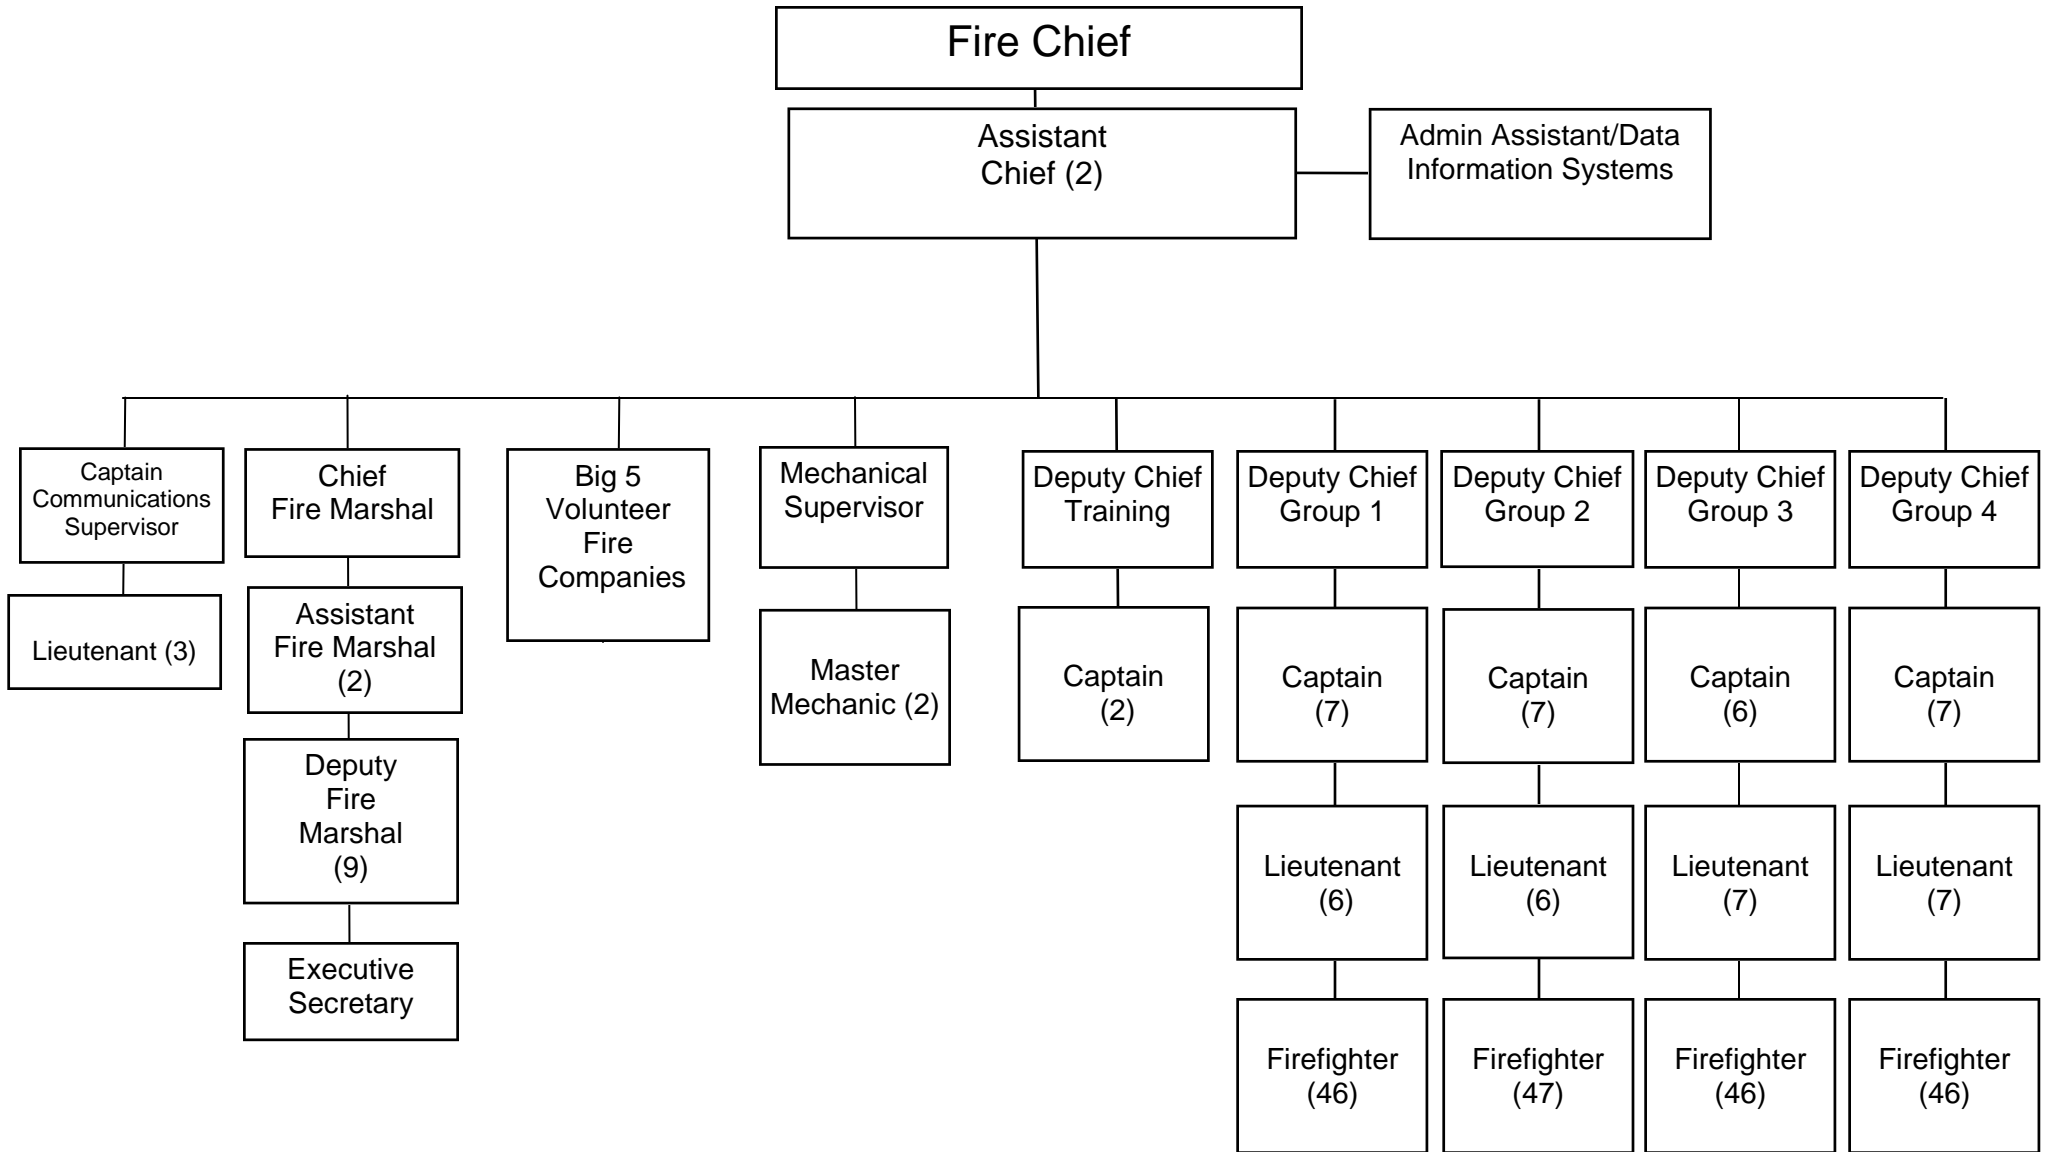 Fire Chief
Assistant
Chief (2)
Admin Assistant/Data
Information Systems
Captain
Communications
Supervisor
Lieutenant (3)
Chief
Fire Marshal
Assistant
Fire Marshal
(2)
Deputy
Fire
Marshal
(9)
Executive
Secretary
Big 5
Volunteer
Fire
Companies
Mechanical
Supervisor
Master
Mechanic (2)
Deputy Chief
Training
Captain
(2)
Deputy Chief
Group 1
Captain
(7)
Lieutenant
(6)
Firefighter
(46)
Deputy Chief
Group 2
Captain
(7)
Lieutenant
(6)
Firefighter
(47)
Deputy Chief
Group 3
Captain
(6)
Lieutenant
(7)
Firefighter
(46)
Deputy Chief
Group 4
Captain
(7)
Lieutenant
(7)
Firefighter
(46)